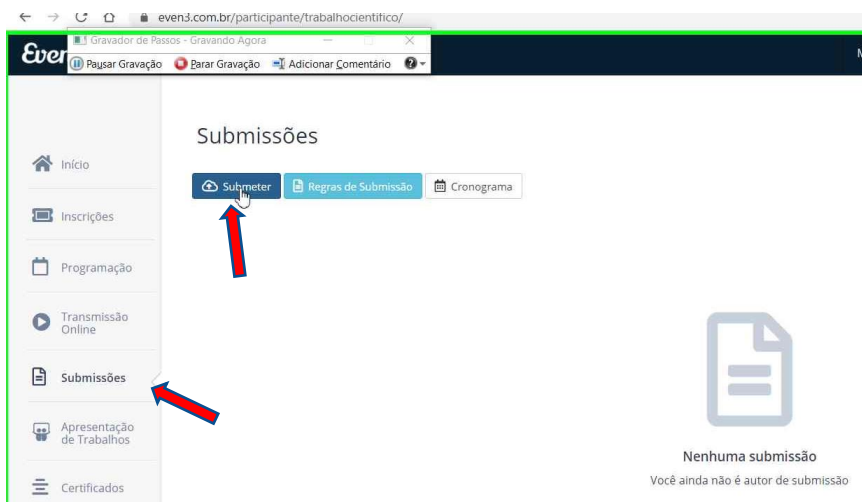 even3.com.br/participante/trabalhocientifico/
Gravador de Passos - Gravando Agora
Pausar Gravação Parar Gravação Adicionar Comentário
Submissões
Início
Submeter Regras de Submissão Cronograma
Inscrições
Programação
Transmissão
Online
Submissões
Apresentação
de Trabalhos
Certificados
Nenhuma submissão
Você ainda não é autor de submissão